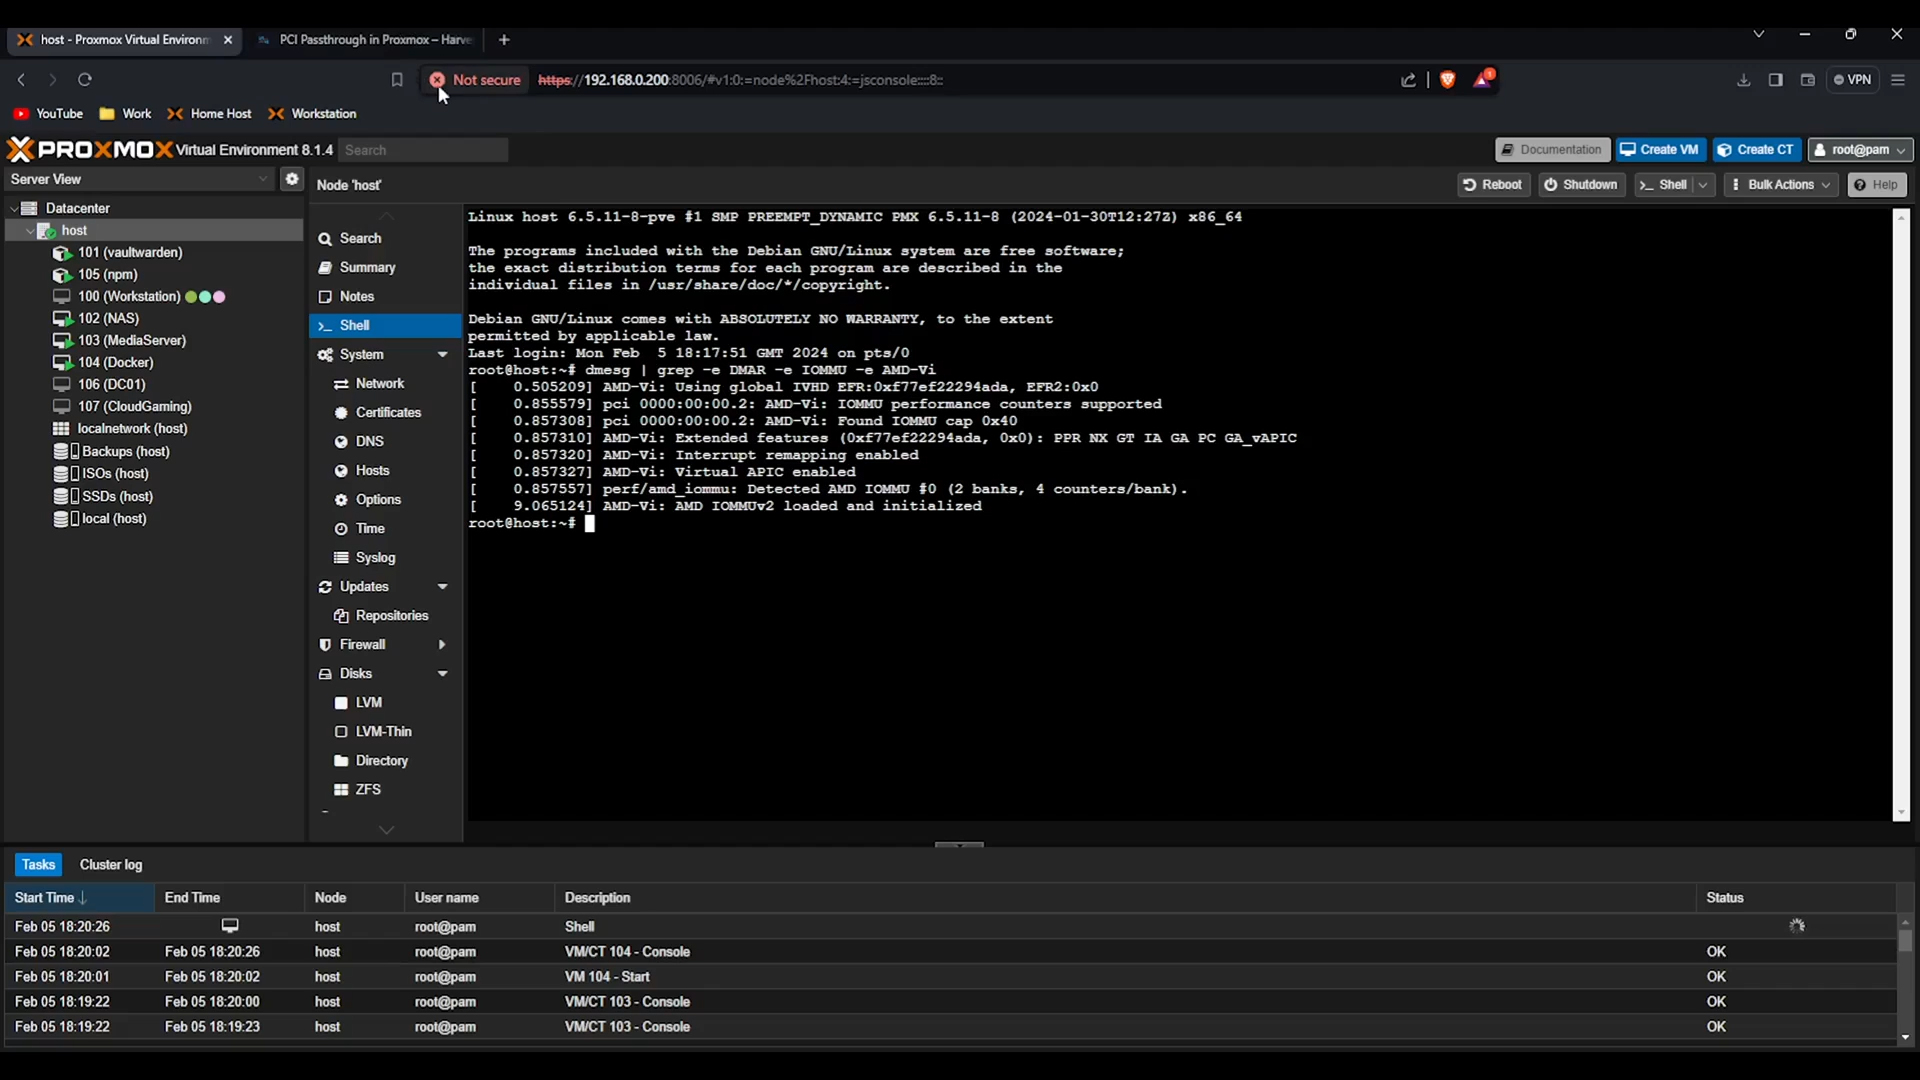 host - Proxmox Virtual Environm
PCI Passthrough in Proxmox – Harve
Not secure
https://192.168.0.200:8006/#v1:0:=node%2Fhost:4:=jsconsole::::8::
1
VPN
YouTube
Work
Home Host
Workstation
PROXMOX Virtual Environment 8.1.4
Search
Documentation
Create VM
Create CT
root@pam
Server View
Node 'host'
Reboot
Shutdown
>_ Shell
Bulk Actions
Help
Datacenter
host
101 (vaultwarden)
105 (npm)
100 (Workstation)
102 (NAS)
103 (MediaServer)
104 (Docker)
106 (DC01)
107 (CloudGaming)
localnetwork (host)
Backups (host)
ISOs (host)
SSDs (host)
local (host)
Search
Summary
Notes
>_ Shell
System
Network
Certificates
DNS
Hosts
Options
Time
Syslog
Updates
Repositories
Firewall
Disks
LVM
LVM-Thin
Directory
ZFS
Linux host 6.5.11-8-pve #1 SMP PREEMPT_DYNAMIC PMX 6.5.11-8 (2024-01-30T12:27Z) x86_64
The programs included with the Debian GNU/Linux system are free software;
the exact distribution terms for each program are described in the
individual files in /usr/share/doc/*/copyright.
Debian GNU/Linux comes with ABSOLUTELY NO WARRANTY, to the extent
permitted by applicable law.
Last login: Mon Feb  5 18:17:51 GMT 2024 on pts/0
root@host:~# dmesg | grep -e DMAR -e IOMMU -e AMD-Vi
[    0.505209] AMD-Vi: Using global IVHD EFR:0xf77ef22294ada, EFR2:0x0
[    0.855579] pci 0000:00:00.2: AMD-Vi: IOMMU performance counters supported
[    0.857308] pci 0000:00:00.2: AMD-Vi: Found IOMMU cap 0x40
[    0.857310] AMD-Vi: Extended features (0xf77ef22294ada, 0x0): PPR NX GT IA GA PC GA_vAPIC
[    0.857320] AMD-Vi: Interrupt remapping enabled
[    0.857327] AMD-Vi: Virtual APIC enabled
[    0.857557] perf/amd_iommu: Detected AMD IOMMU #0 (2 banks, 4 counters/bank).
[    9.065124] AMD-Vi: AMD IOMMUv2 loaded and initialized
root@host:~#
Tasks
Cluster log
Start Time End Time Node User name Description Status
Feb 05 18:20:26 host root@pam Shell
Feb 05 18:20:02 Feb 05 18:20:26 host root@pam VM/CT 104 - Console OK
Feb 05 18:20:01 Feb 05 18:20:02 host root@pam VM 104 - Start OK
Feb 05 18:19:22 Feb 05 18:20:00 host root@pam VM/CT 103 - Console OK
Feb 05 18:19:22 Feb 05 18:19:23 host root@pam VM/CT 103 - Console OK